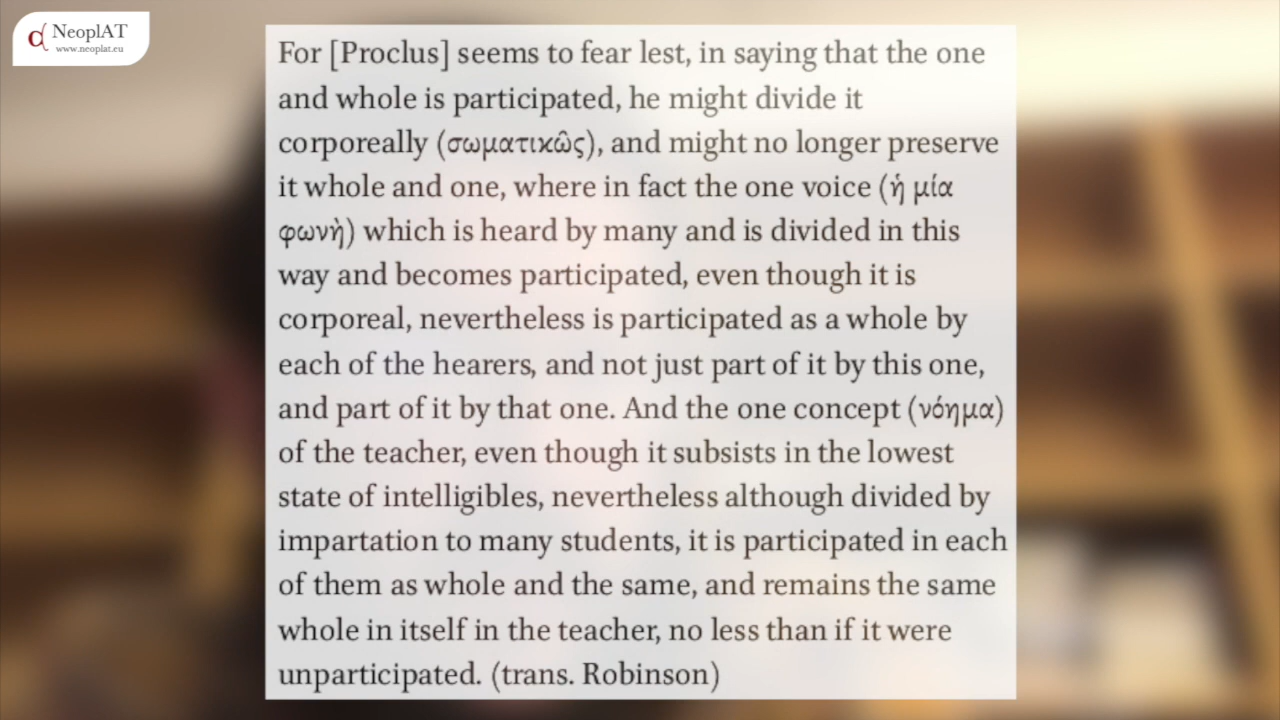 NeoplAT
www.neoplat.eu
For [Proclus] seems to fear lest, in saying that the one
and whole is participated, he might divide it
corporeally (σωματικῶς), and might no longer preserve
it whole and one, where in fact the one voice (ἡ μία
φωνὴ) which is heard by many and is divided in this
way and becomes participated, even though it is
corporeal, nevertheless is participated as a whole by
each of the hearers, and not just part of it by this one,
and part of it by that one. And the one concept (νόημα)
of the teacher, even though it subsists in the lowest
state of intelligibles, nevertheless although divided by
impartation to many students, it is participated in each
of them as whole and the same, and remains the same
whole in itself in the teacher, no less than if it were
unparticipated. (trans. Robinson)